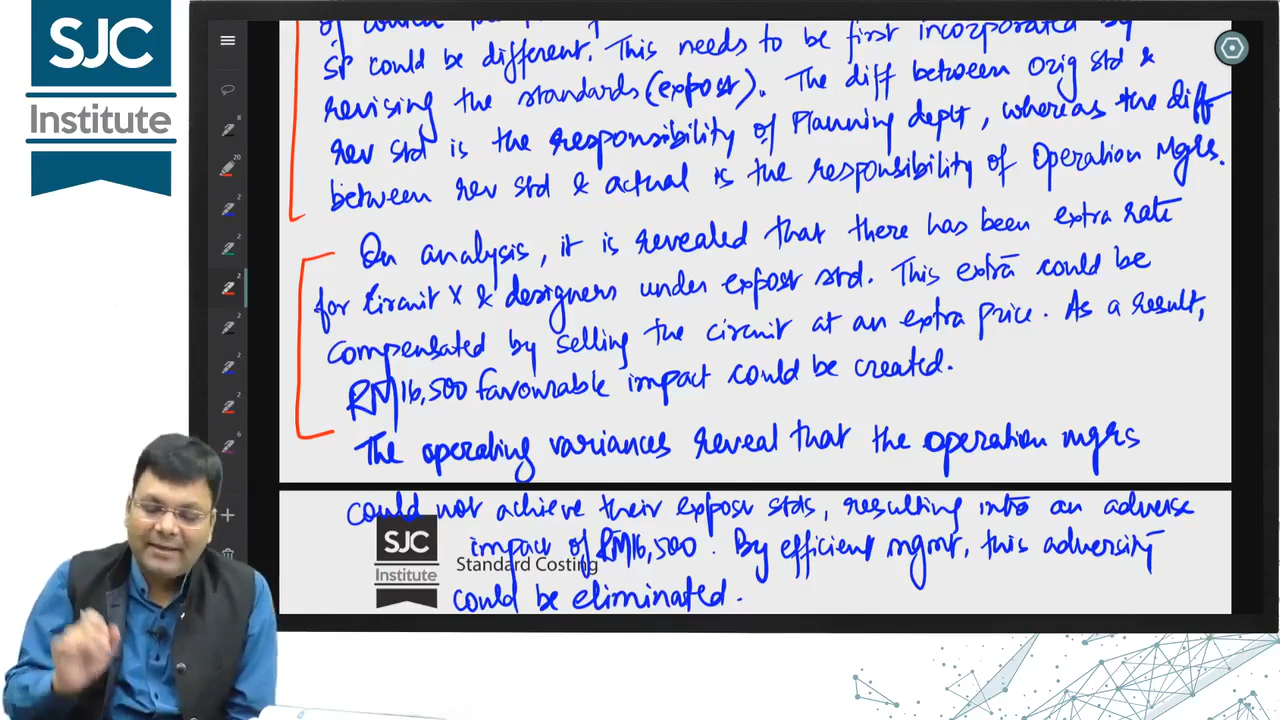 SJC
Institute
SP could be different. This needs to be first incorporated by
revising the standards (expost). The diff between orig std &
rev std is the responsibility of Planning deptt, whereas the diff
between rev std & actual is the responsibility of Operation Mgrs.
On analysis, it is revealed that there has been extra rate
for Circuit X & designers under expost std. This extra could be
compensated by selling the circuit at an extra price. As a result,
RM16,500 favourable impact could be created.
The operating variances reveal that the operation mgrs
could not achieve their expost stds, resulting into an adverse
impact of RM16,500. By efficient mgmt, this adversity
could be eliminated.
SJC
Institute
Standard Costing